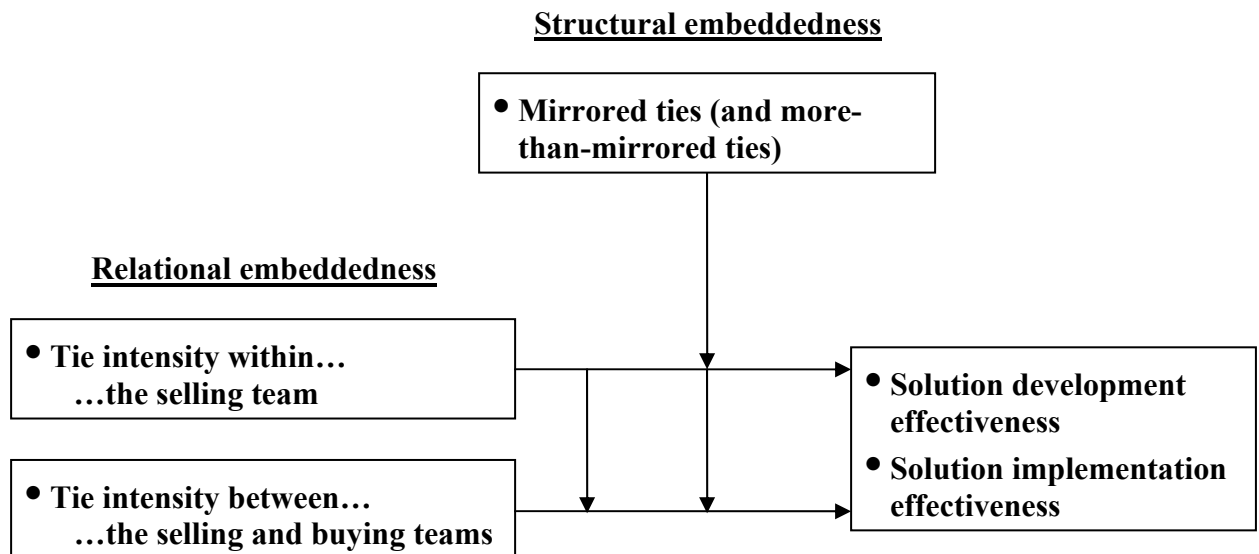 Structural embeddedness
• Mirrored ties (and more-
than-mirrored ties)
Relational embeddedness
• Tie intensity within…
…the selling team
• Tie intensity between…
…the selling and buying teams
• Solution development
effectiveness
• Solution implementation
effectiveness